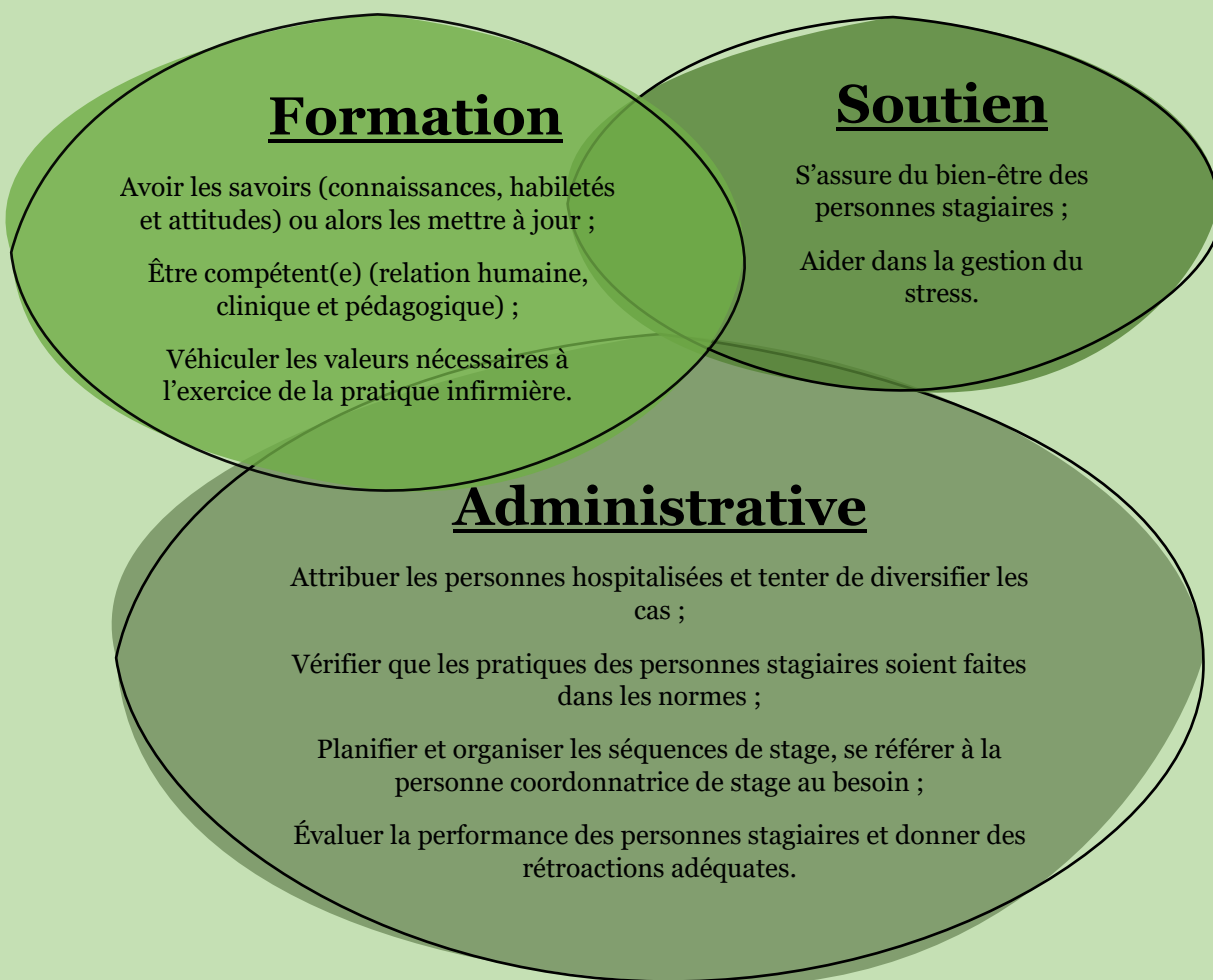 Formation
Avoir les savoirs (connaissances, habiletés
et attitudes) ou alors les mettre à jour ;
Être compétent(e) (relation humaine,
clinique et pédagogique) ;
Véhiculer les valeurs nécessaires à
l’exercice de la pratique infirmière.
Soutien
S’assure du bien-être des
personnes stagiaires ;
Aider dans la gestion du
stress.
Administrative
Attribuer les personnes hospitalisées et tenter de diversifier les
cas ;
Vérifier que les pratiques des personnes stagiaires soient faites
dans les normes ;
Planifier et organiser les séquences de stage, se référer à la
personne coordonnatrice de stage au besoin ;
Évaluer la performance des personnes stagiaires et donner des
rétroactions adéquates.